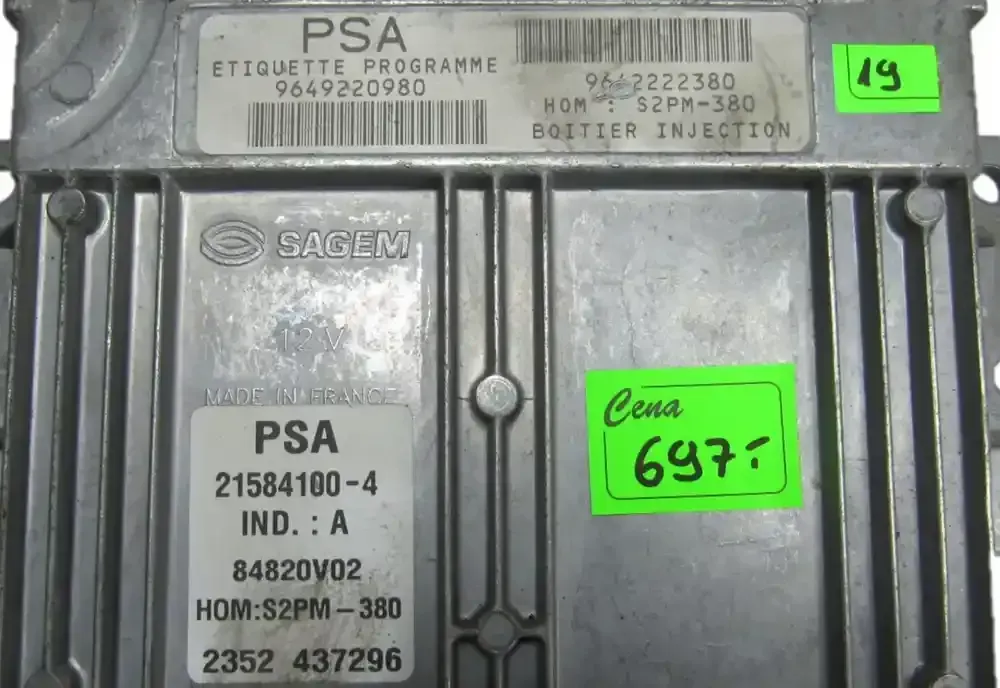 PSA
ETIQUETTE PROGRAMME
9649220980
9642222380
HOM : S2PM-380
BOITIER INJECTION
19
SAGEM
12V
MADE IN FRANCE
PSA
21584100-4
IND. : A
84820V02
HOM:S2PM-380
2352 437296
Cena
697.-